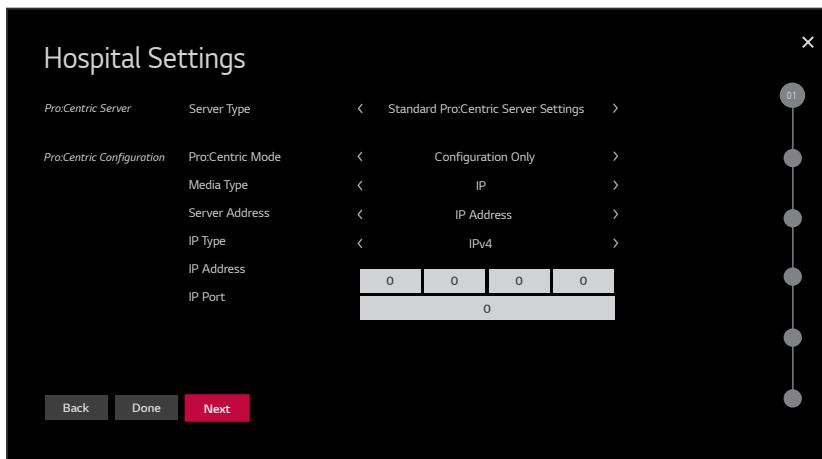 Hospital Settings
×
01
Pro:Centric Server Server Type < Standard Pro:Centric Server Settings >
Pro:Centric Configuration Pro:Centric Mode < Configuration Only >
Media Type < IP >
Server Address < IP Address >
IP Type < IPv4 >
IP Address 0 0 0 0
IP Port 0
Back Done Next